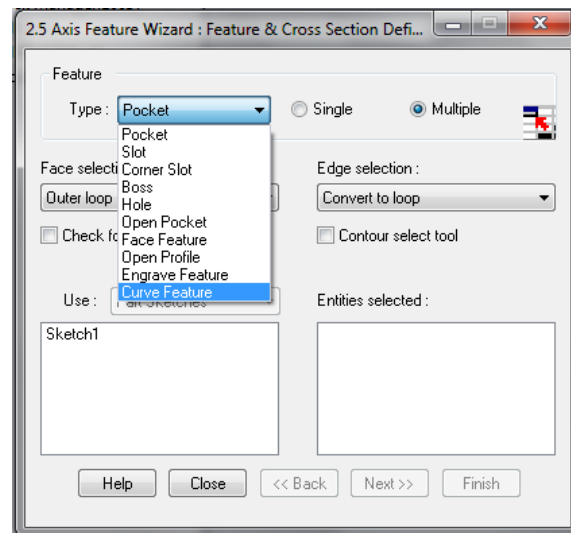 2.5 Axis Feature Wizard : Feature & Cross Section Defi...
Feature
Type : Pocket Single Multiple
Pocket
Slot
Corner Slot
Boss
Hole
Open Pocket
Face Feature
Open Profile
Engrave Feature
Curve Feature
Face Edge selection :
Outer loop Convert to loop
Check Contour select tool
Use : Entities selected :
Sketch1
Help Close << Back Next >> Finish